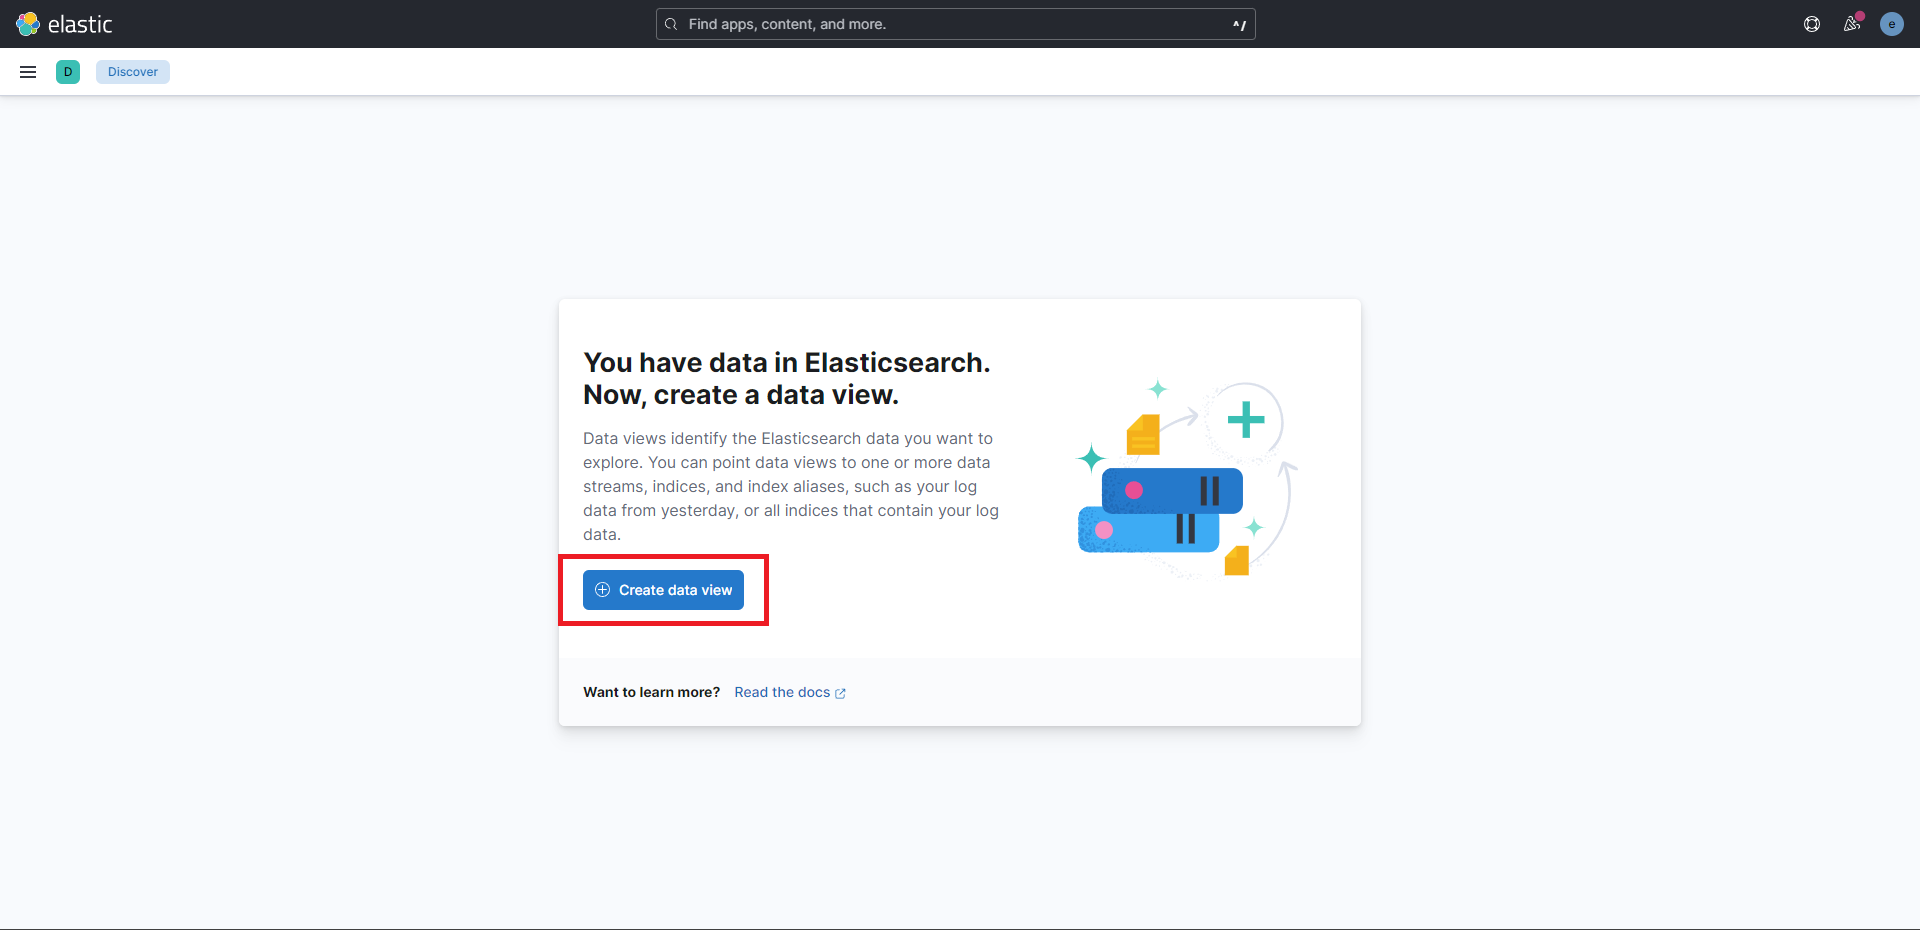 elastic
Find apps, content, and more.
^/
e
D
Discover
You have data in Elasticsearch.
Now, create a data view.
Data views identify the Elasticsearch data you want to
explore. You can point data views to one or more data
streams, indices, and index aliases, such as your log
data from yesterday, or all indices that contain your log
data.
Create data view
Want to learn more? Read the docs